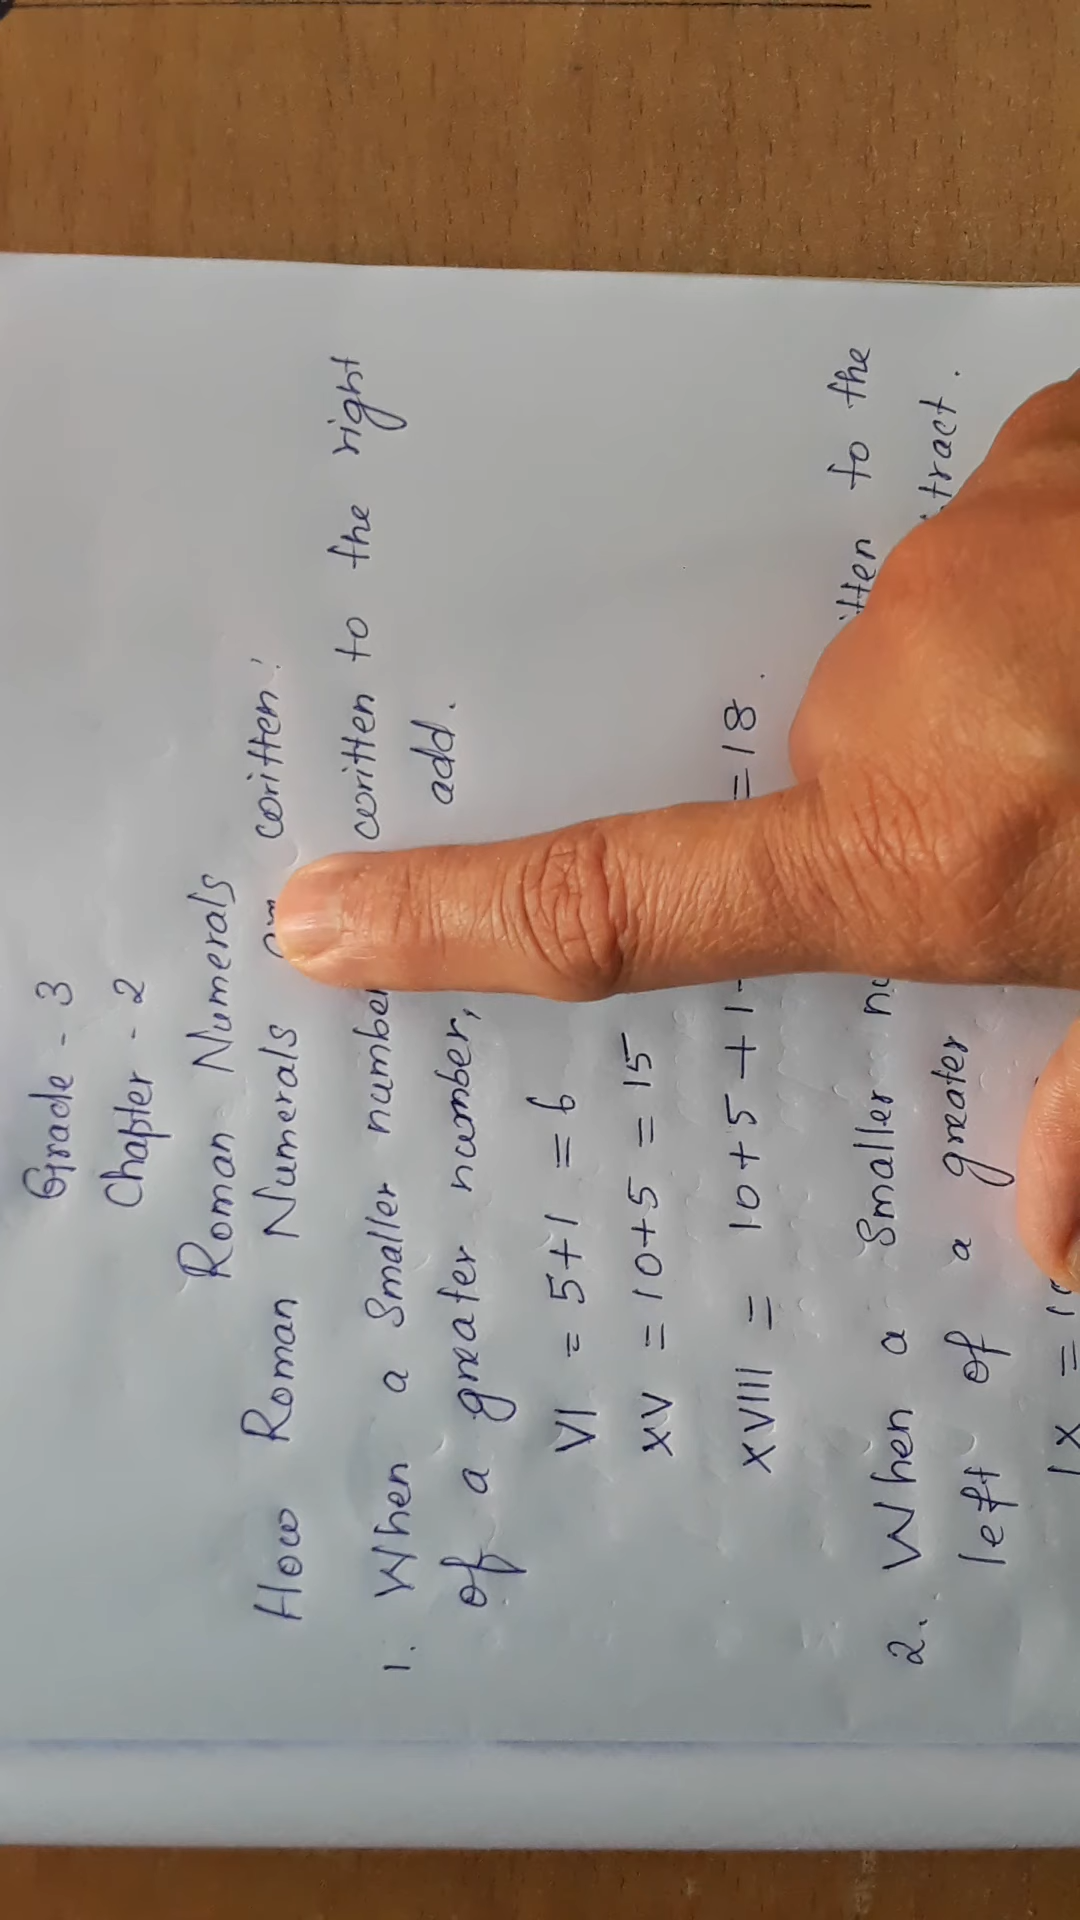 Grade - 3
Chapter - 2
Roman Numerals
How Roman Numerals written:
1. When a smaller number written to the right
of a greater number, add.
VI = 5+1 = 6
XV = 10+5 = 15
XVIII = 10+5+1 =18.
2. When a smaller to the
left of a greater
IX =